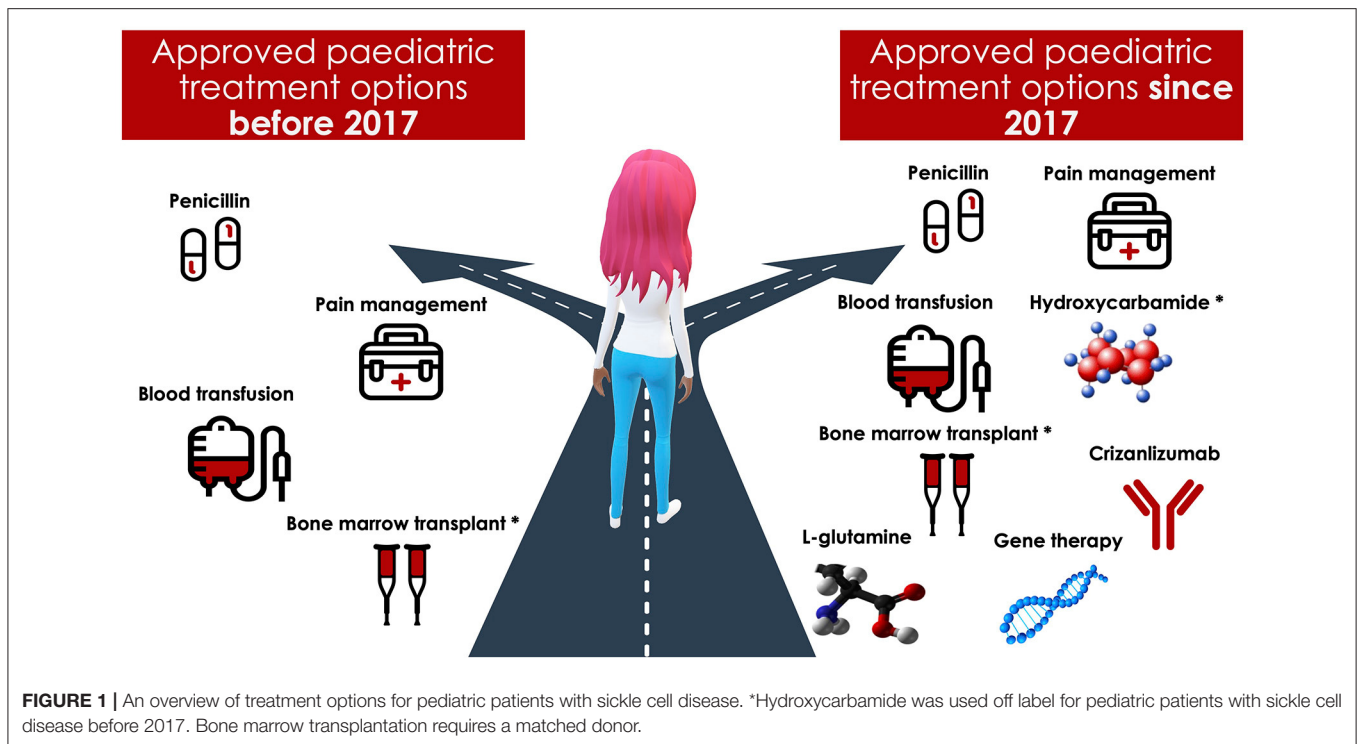 Approved paediatric
treatment options
before 2017
Penicillin
Pain management
Blood transfusion
Bone marrow transplant *
Approved paediatric
treatment options since
2017
Penicillin
Pain management
Blood transfusion
Hydroxycarbamide *
Bone marrow transplant *
Crizanlizumab
L-glutamine
Gene therapy
FIGURE 1 | An overview of treatment options for pediatric patients with sickle cell disease. *Hydroxycarbamide was used off label for pediatric patients with sickle cell
disease before 2017. Bone marrow transplantation requires a matched donor.